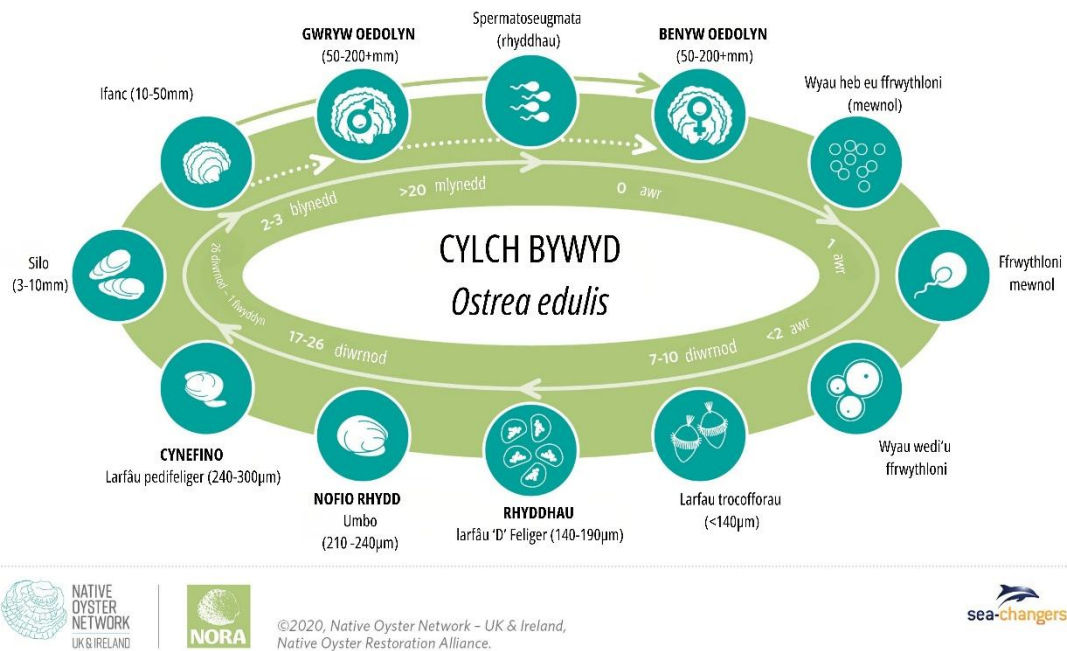 Spermatoseugmata
(rhyddhau)
GWRYW OEDOLYN
(50-200+mm)
BENYW OEDOLYN
(50-200+mm)
Ifanc (10-50mm)
Wyau heb eu ffrwythloni
(mewnol)
2-3 blynedd
>20 mlynedd
0 awr
1 awr
Silo
(3-10mm)
CYLCH BYWYD
Ostrea edulis
Ffrwythloni
mewnol
26 diwrnod – 1 flwyddyn
17-26 diwrnod
7-10 diwrnod
<2 awr
CYNEFINO
Larfâu pedifeliger (240-300µm)
NOFIO RHYDD
Umbo
(210 -240µm)
RHYDDHAU
larfâu ‘D’ Feliger (140-190µm)
Larfau trocofforau
(<140µm)
Wyau wedi’u
ffrwythloni
NATIVE
OYSTER
NETWORK
UK & IRELAND
NORA
©2020, Native Oyster Network – UK & Ireland,
Native Oyster Restoration Alliance.
sea-changers